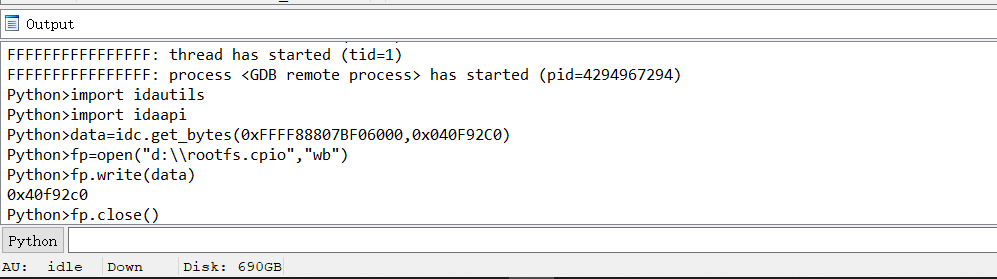 Output
FFFFFFFFFFFFFFFF: thread has started (tid=1)
FFFFFFFFFFFFFFFF: process <GDB remote process> has started (pid=4294967294)
Python>import idautils
Python>import idaapi
Python>data=idc.get_bytes(0xFFFF88807BF06000,0x040F92C0)
Python>fp=open("d:\\rootfs.cpio","wb")
Python>fp.write(data)
0x40f92c0
Python>fp.close()
Python
AU: idle Down Disk: 690GB